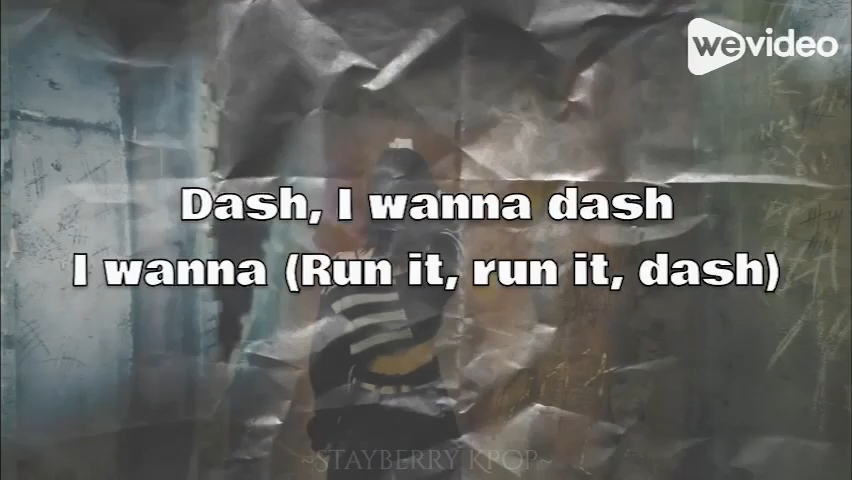 wevideo
Dash, I wanna dash
I wanna (Run it, run it, dash)
~STAYBERRY KPOP~